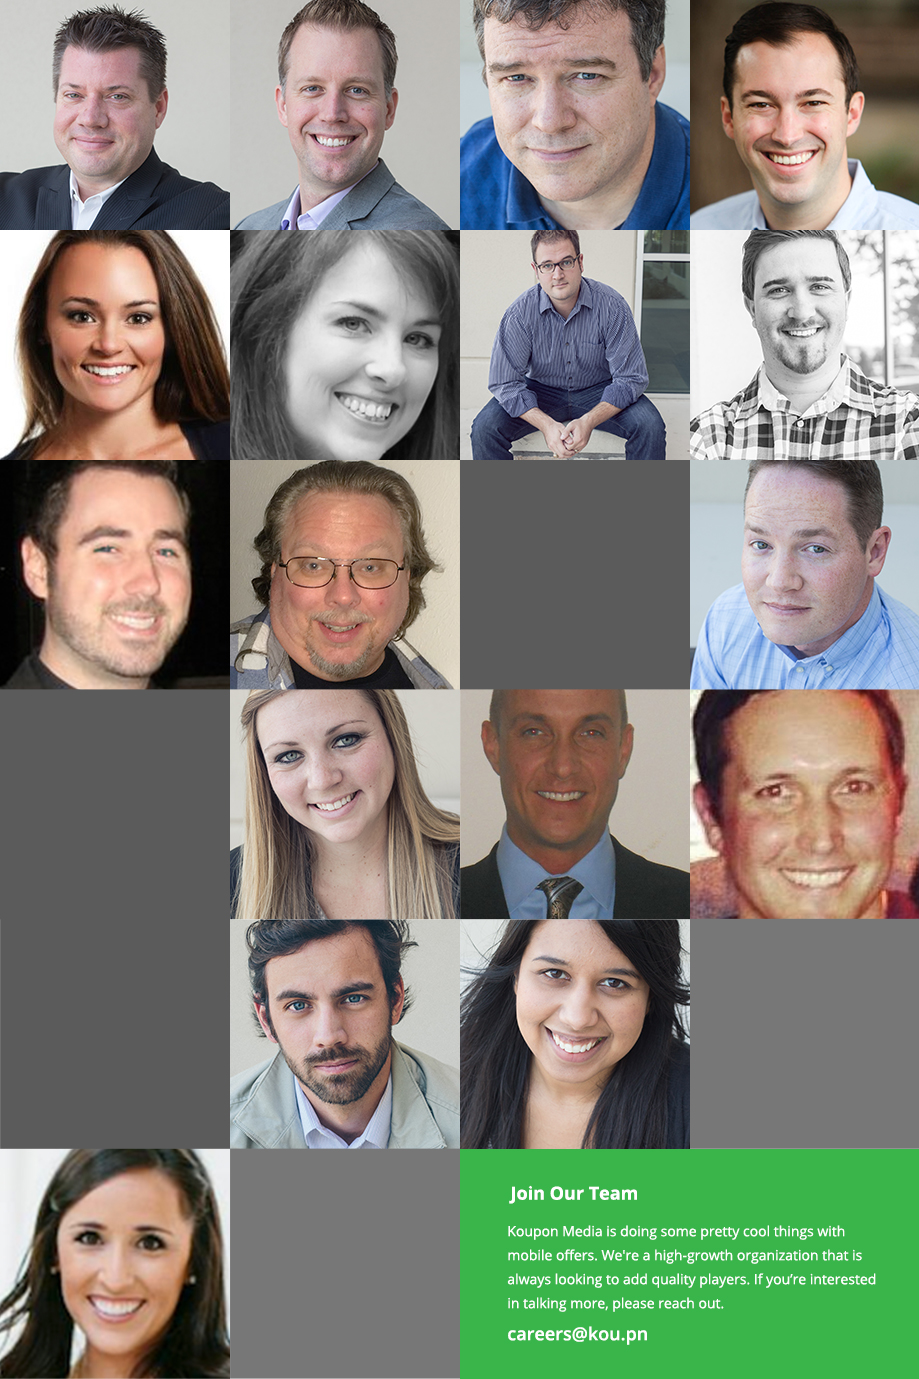 Join Our Team
Koupon Media is doing some pretty cool things with
mobile offers. We're a high-growth organization that is
always looking to add quality players. If you’re interested
in talking more, please reach out.
careers@kou.pn